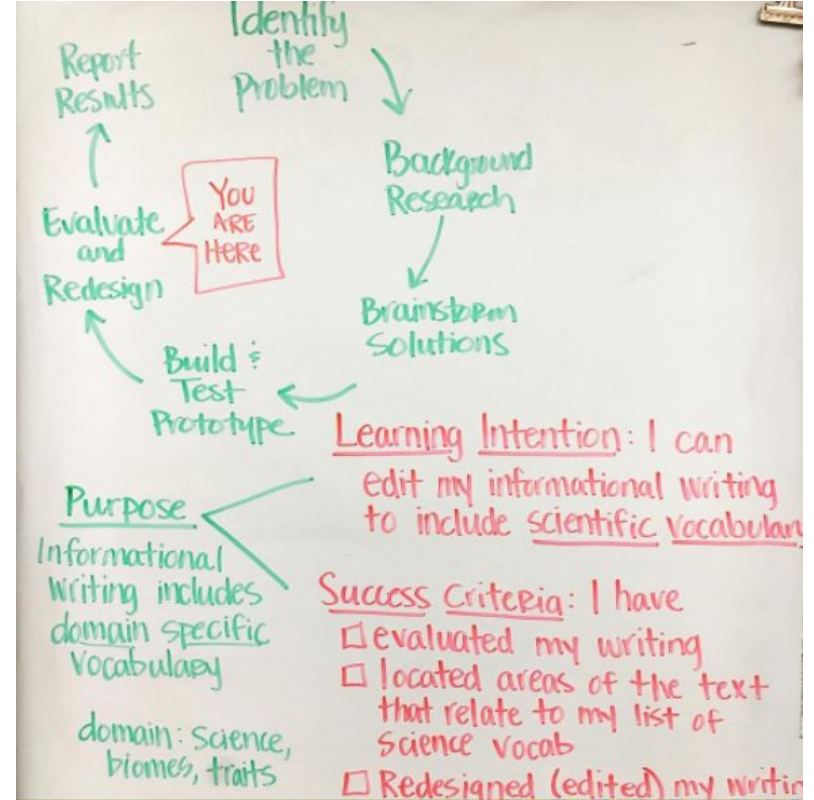 Identify
the
Problem
Background
Research
Brainstorm
Solutions
Build &
Test
Prototype
Evaluate
and
Redesign
YOU
ARE
HERE
Report
Results
Learning Intention: I can
edit my informational writing
to include scientific vocabular
Purpose
Informational
writing includes
domain specific
vocabulary
domain: science,
biomes, traits
Success Criteria: I have
□ evaluated my writing
□ located areas of the text
that relate to my list of
science vocab
□ Redesigned (edited) my writin